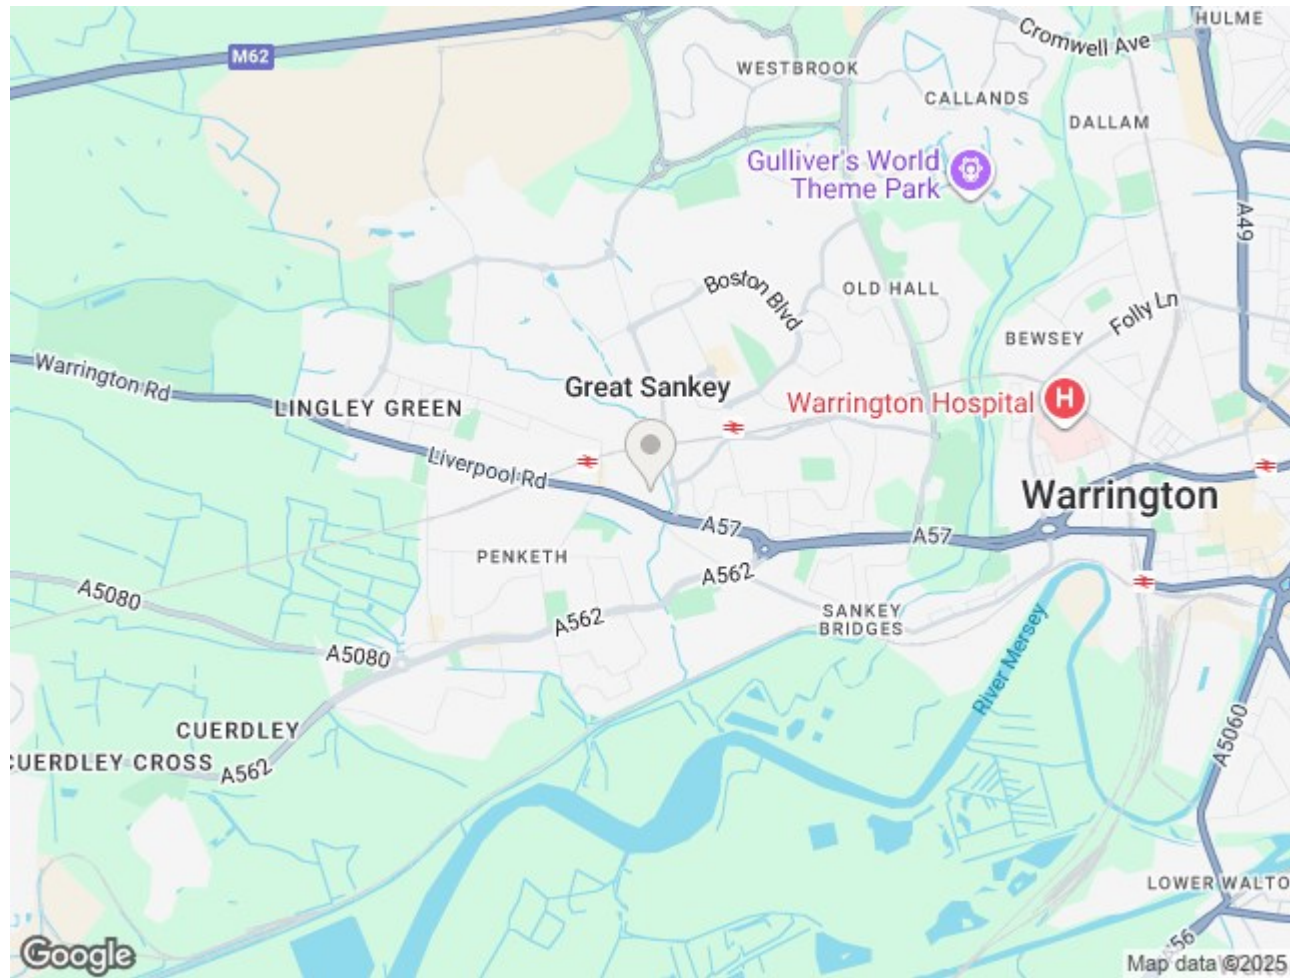 HULME
Cromwell Ave
M62
WESTBROOK
CALLANDS
DALLAM
Gulliver's World
Theme Park
A49
Boston Blvd
OLD HALL
Folly Ln
BEWSEY
Warrington Rd
Great Sankey
LINGLEY GREEN
Warrington Hospital
H
Liverpool Rd
Warrington
A57
A57
PENKETH
A562
A5080
A562
SANKEY
BRIDGES
A5080
River Mersey
CUERDLEY
CUERDLEY CROSS
A562
A5060
LOWER WALTO
A56
Google
Map data ©2025